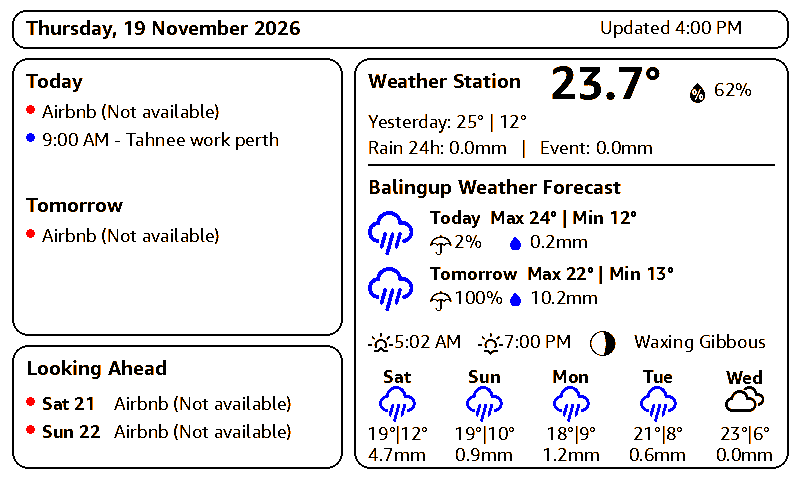 Thursday, 19 November 2026
Updated 4:00 PM
Today
Airbnb (Not available)
9:00 AM - Tahnee work perth
Tomorrow
Airbnb (Not available)
Looking Ahead
Sat 21 Airbnb (Not available)
Sun 22 Airbnb (Not available)
Weather Station 23.7° % 62%
Yesterday: 25° | 12°
Rain 24h: 0.0mm | Event: 0.0mm
Balingup Weather Forecast
Today Max 24° | Min 12°
2% 0.2mm
Tomorrow Max 22° | Min 13°
100% 10.2mm
5:02 AM 7:00 PM Waxing Gibbous
Sat Sun Mon Tue Wed
19°|12° 19°|10° 18°|9° 21°|8° 23°|6°
4.7mm 0.9mm 1.2mm 0.6mm 0.0mm